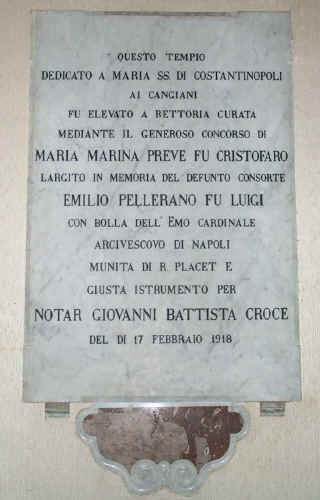 QUESTO TEMPIO
DEDICATO A MARIA SS. DI COSTANTINOPOLI
AI CANGIANI
FU ELEVATO A RETTORIA CURATA
MEDIANTE IL GENEROSO CONCORSO DI
MARIA MARINA PREVE FU CRISTOFARO
LARGITO IN MEMORIA DEL DEFUNTO CONSORTE
EMILIO PELLERANO FU LUIGI
CON BOLLA DELL' EMO CARDINALE
ARCIVESCOVO DI NAPOLI
MUNITA DI R. PLACET E
GIUSTA ISTRUMENTO PER
NOTAR GIOVANNI BATTISTA CROCE
DEL DI 17 FEBBRAIO 1918